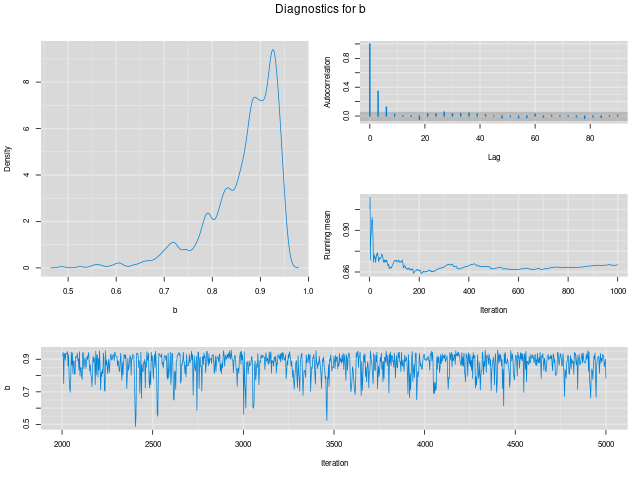 Diagnostics for b
Density
0 2 4 6 8
0.5 0.6 0.7 0.8 0.9 1.0
b
Autocorrelation
0.0 0.4 0.8
0 20 40 60 80
Lag
Running mean
0.86 0.90
0 200 400 600 800 1000
Iteration
b
0.5 0.7 0.9
2000 2500 3000 3500 4000 4500 5000
Iteration